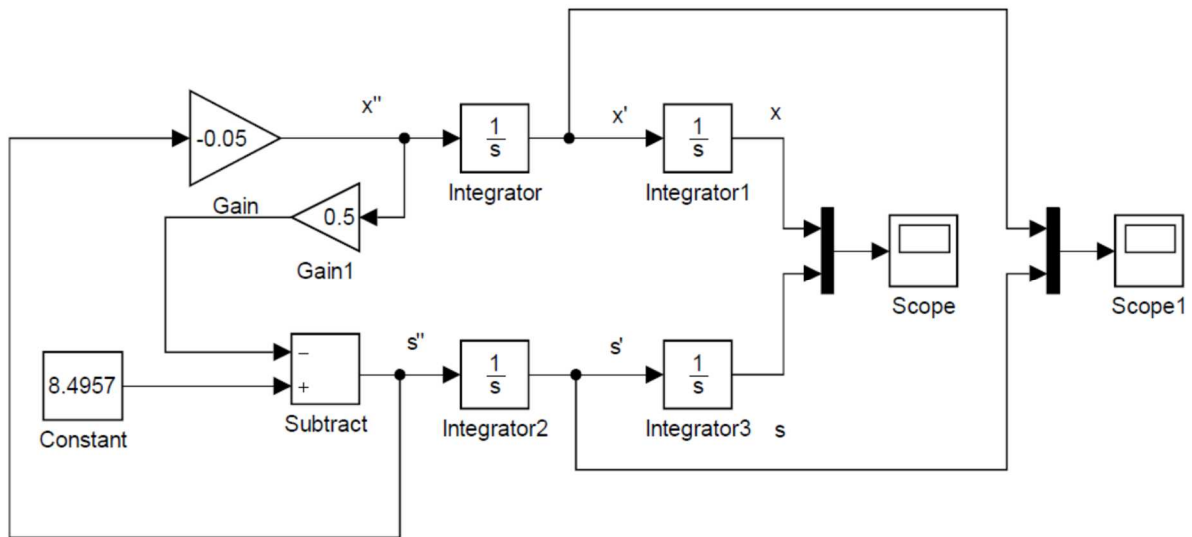 x''
-0.05
1
s
x'
1
s
x
Gain
0.5
Integrator
Integrator1
Gain1
Scope
Scope1
8.4957
Constant
−
+
Subtract
s''
1
s
Integrator2
s'
1
s
Integrator3
s